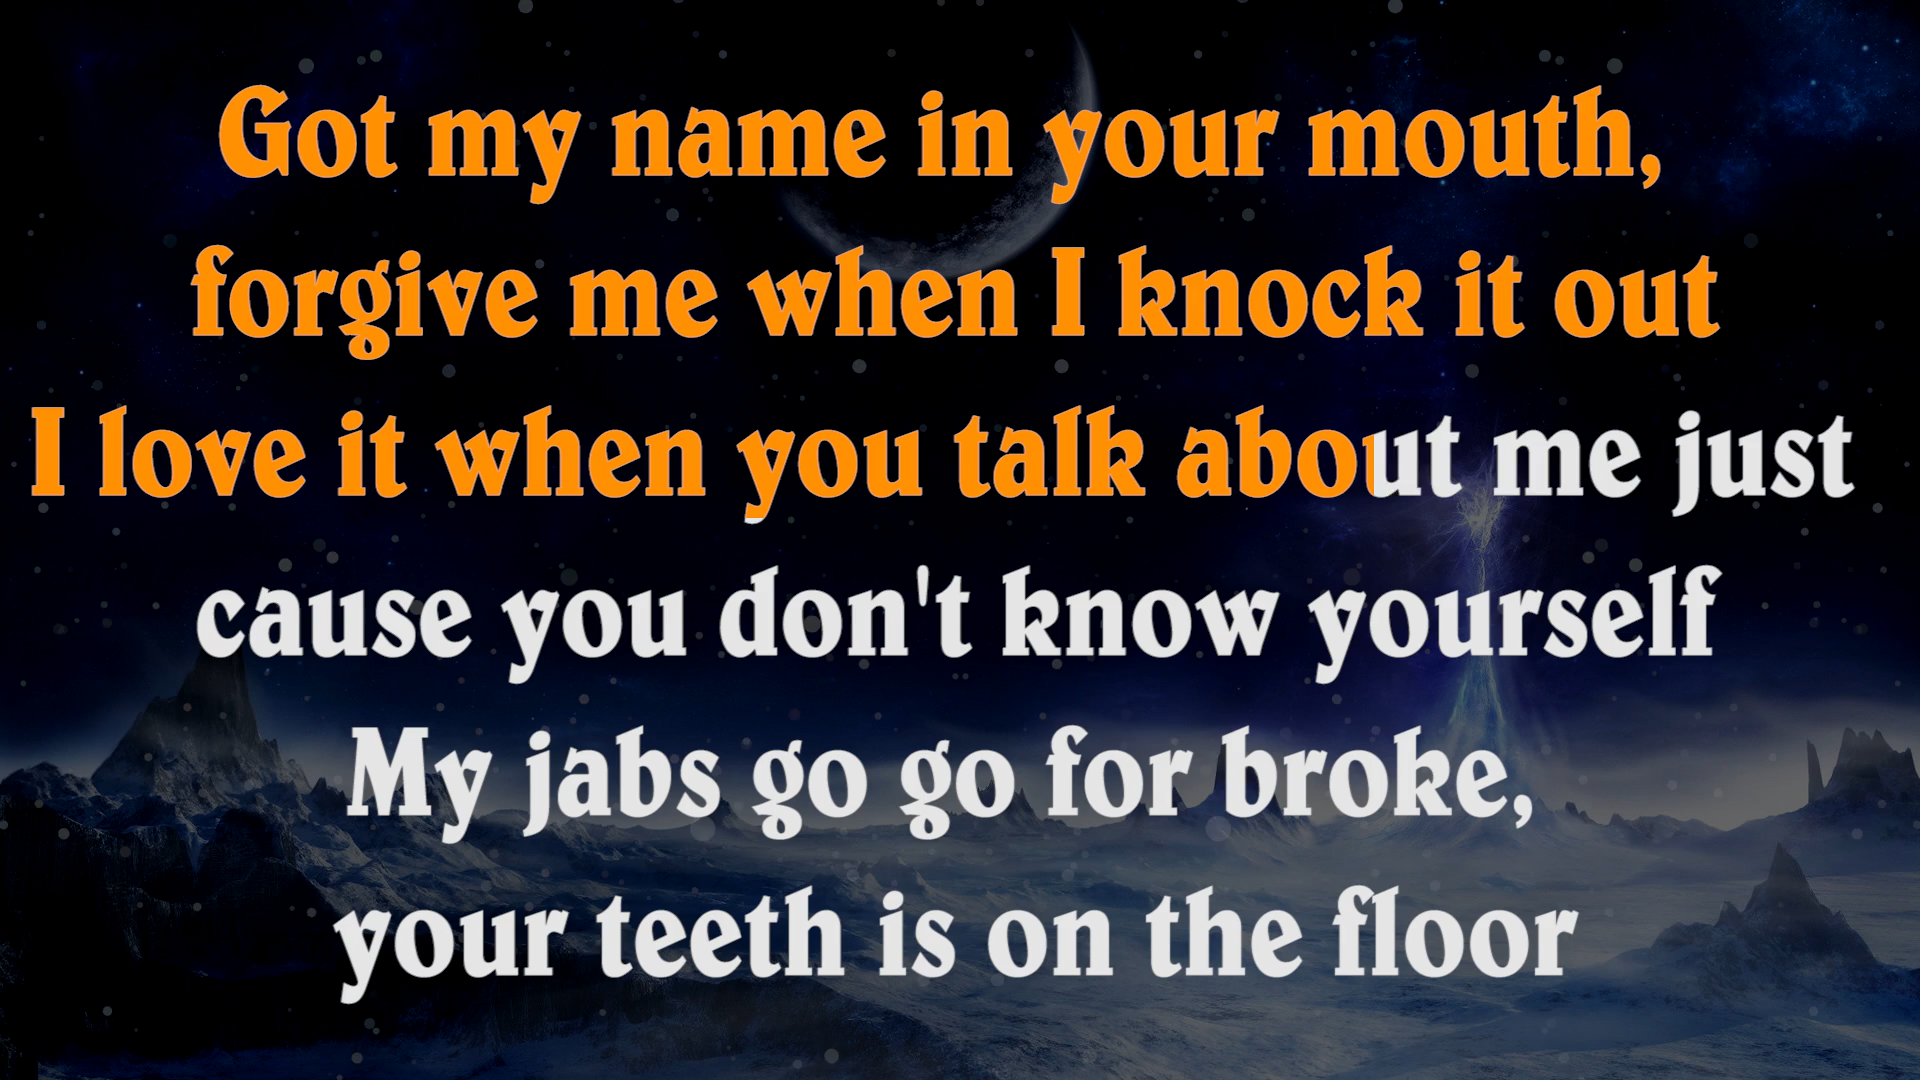 Got my name in your mouth,
forgive me when I knock it out
I love it when you talk about me just
cause you don't know yourself
My jabs go go for broke,
your teeth is on the floor